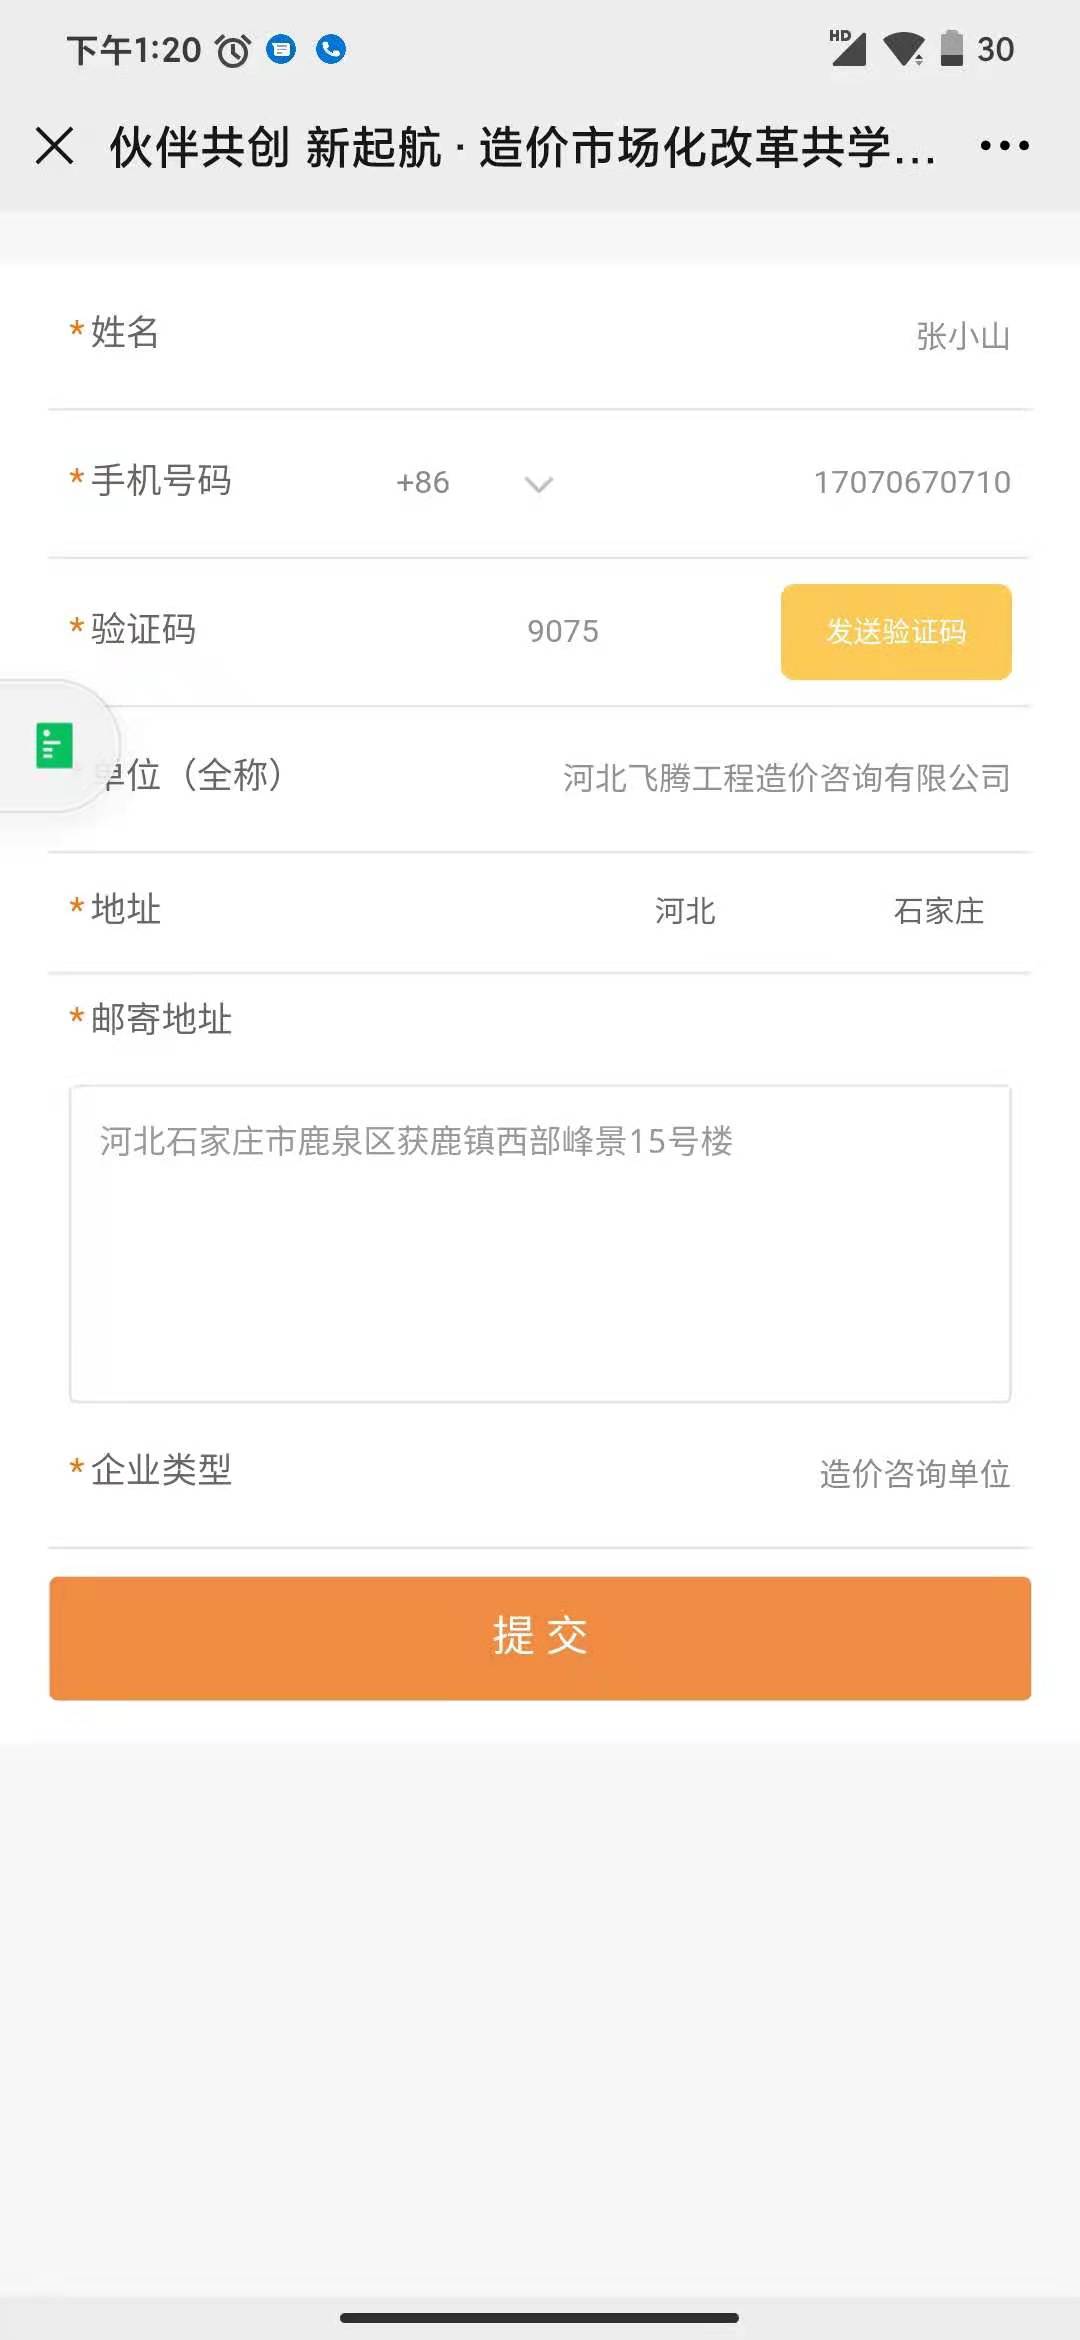 下午1:20
HD
30
伙伴共创 新起航 · 造价市场化改革共学...
*姓名 张小山
*手机号码 +86 17070670710
*验证码 9075 发送验证码
单位（全称） 河北飞腾工程造价咨询有限公司
*地址 河北 石家庄
*邮寄地址
河北石家庄市鹿泉区获鹿镇西部峰景15号楼
*企业类型 造价咨询单位
提 交